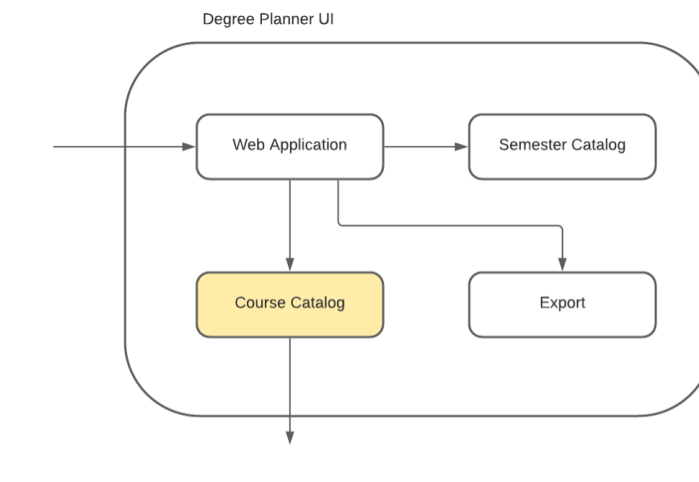 Degree Planner UI
Web Application
Semester Catalog
Course Catalog
Export